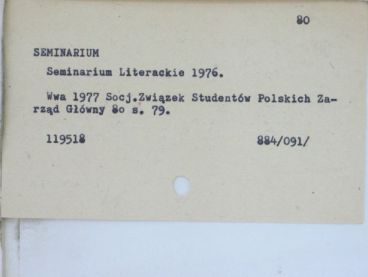 80
SEMINARIUM
Seminarium Literackie 1976.
Wwa 1977 Socj.Związek Studentów Polskich Za-
rząd Główny 8o s. 79.
119518 884/091/